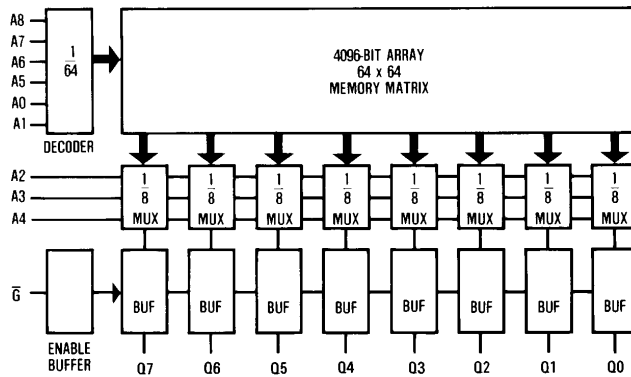 A8
A7
A6
A5
A0
A1
1
64
DECODER
4096-BIT ARRAY
64 x 64
MEMORY MATRIX
A2
A3
A4
1
8
MUX
1
8
MUX
1
8
MUX
1
8
MUX
1
8
MUX
1
8
MUX
1
8
MUX
1
8
MUX
G̅
ENABLE
BUFFER
BUF BUF BUF BUF BUF BUF BUF BUF
Q7 Q6 Q5 Q4 Q3 Q2 Q1 Q0